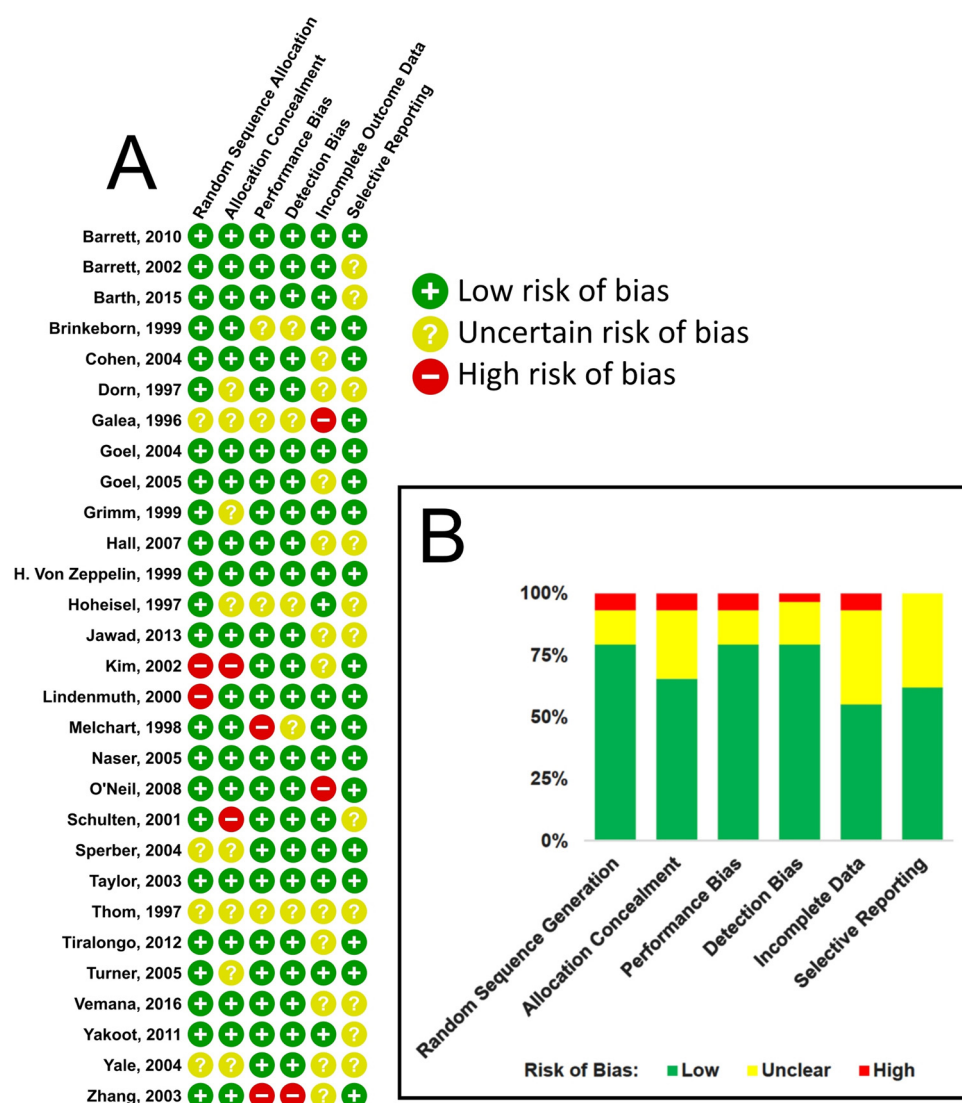 A
Random Sequence Allocation
Allocation Concealment
Performance Bias
Detection Bias
Incomplete Outcome Data
Selective Reporting
Barrett, 2010 + + + + + +
Barrett, 2002 + + + + + ?
Barth, 2015 + + + + + ?
Brinkeborn, 1999 + + ? ? + +
Cohen, 2004 + + + + ? +
Dorn, 1997 + ? + + ? ?
Galea, 1996 ? ? ? ? − +
Goel, 2004 + + + + + +
Goel, 2005 + + + + ? +
Grimm, 1999 + ? + + + +
Hall, 2007 + + + + ? ?
H. Von Zeppelin, 1999 + + + + + +
Hoheisel, 1997 + ? ? ? + ?
Jawad, 2013 + + + + ? ?
Kim, 2002 − − + + ? +
Lindenmuth, 2000 − + + + + +
Melchart, 1998 + + − ? + +
Naser, 2005 + + + + + +
O'Neil, 2008 + + + + − +
Schulten, 2001 + − + + + ?
Sperber, 2004 ? ? + + + +
Taylor, 2003 + + + + + +
Thom, 1997 ? ? ? ? ? ?
Tiralongo, 2012 + + + + ? +
Turner, 2005 + ? + + + +
Vemana, 2016 + + + + ? ?
Yakoot, 2011 + + + + + ?
Yale, 2004 ? ? + + ? ?
Zhang, 2003 + + − − ? +
+ Low risk of bias
? Uncertain risk of bias
− High risk of bias
B
100%
75%
50%
25%
0%
Random Sequence Generation
Allocation Concealment
Performance Bias
Detection Bias
Incomplete Data
Selective Reporting
Risk of Bias: Low Unclear High